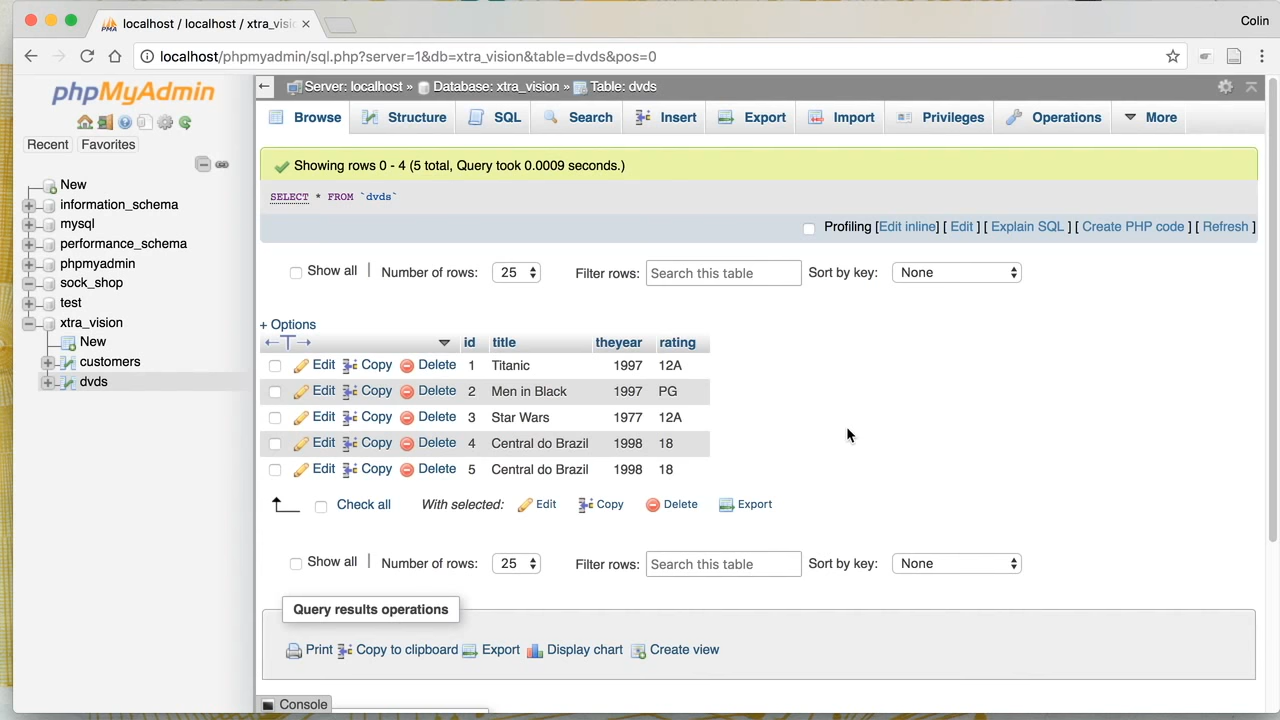 localhost / localhost / xtra_visi
Colin
localhost/phpmyadmin/sql.php?server=1&db=xtra_vision&table=dvds&pos=0
phpMyAdmin
Recent
Favorites
New
information_schema
mysql
performance_schema
phpmyadmin
sock_shop
test
xtra_vision
New
customers
dvds
Server: localhost » Database: xtra_vision » Table: dvds
Browse Structure SQL Search Insert Export Import Privileges Operations More
Showing rows 0 - 4 (5 total, Query took 0.0009 seconds.)
SELECT * FROM `dvds`
Profiling [Edit inline] [ Edit ] [ Explain SQL ] [ Create PHP code ] [ Refresh ]
Show all | Number of rows: 25 Filter rows: Search this table Sort by key: None
+ Options
←T→ id title theyear rating
Edit Copy Delete 1 Titanic 1997 12A
Edit Copy Delete 2 Men in Black 1997 PG
Edit Copy Delete 3 Star Wars 1977 12A
Edit Copy Delete 4 Central do Brazil 1998 18
Edit Copy Delete 5 Central do Brazil 1998 18
Check all With selected: Edit Copy Delete Export
Show all | Number of rows: 25 Filter rows: Search this table Sort by key: None
Query results operations
Print Copy to clipboard Export Display chart Create view
Console